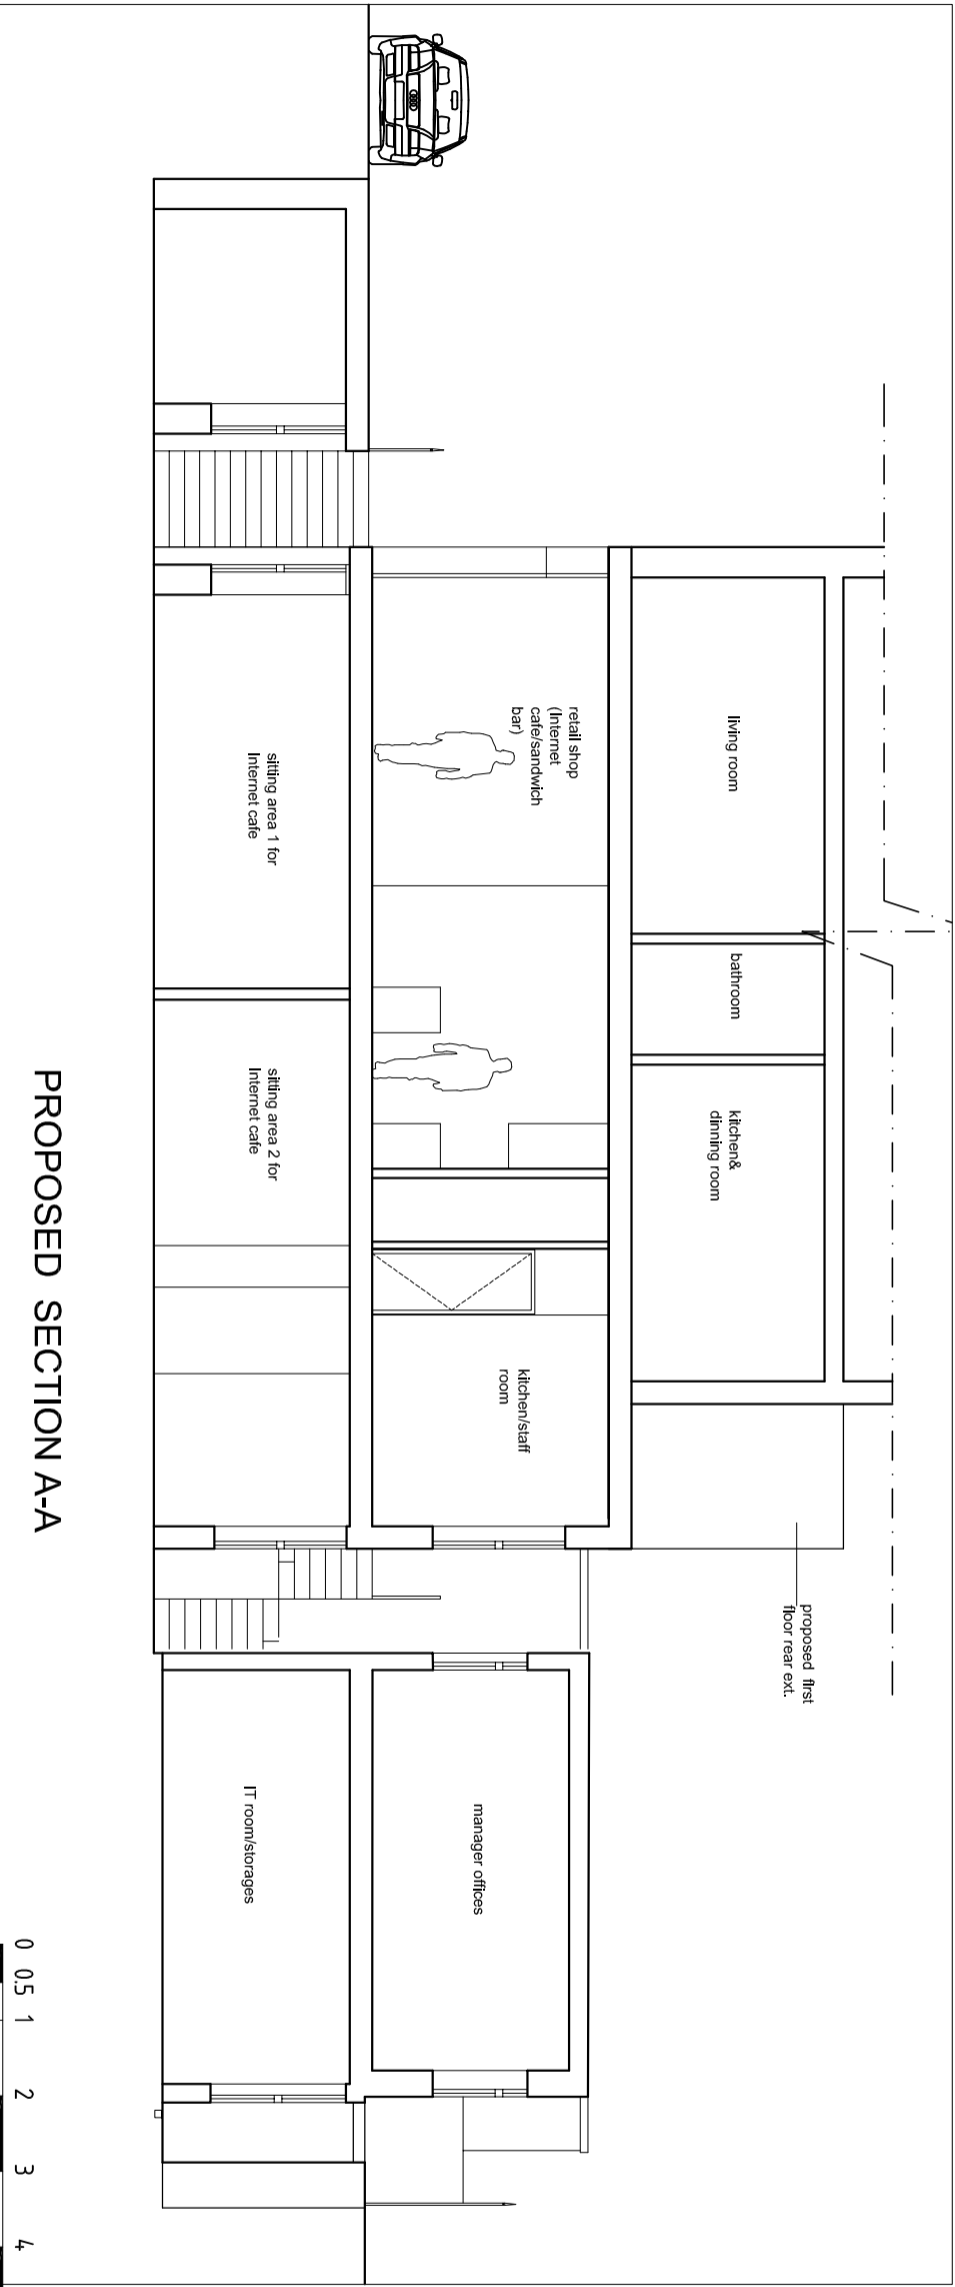 living room
bathroom
kitchen&
dinning room
proposed first
floor rear ext.
retail shop
(Internet
cafe/sandwich
bar)
kitchen/staff
room
manager offices
sitting area 1 for
Internet cafe
sitting area 2 for
Internet cafe
IT room/storages
PROPOSED SECTION A-A
0 0.5 1 2 3 4